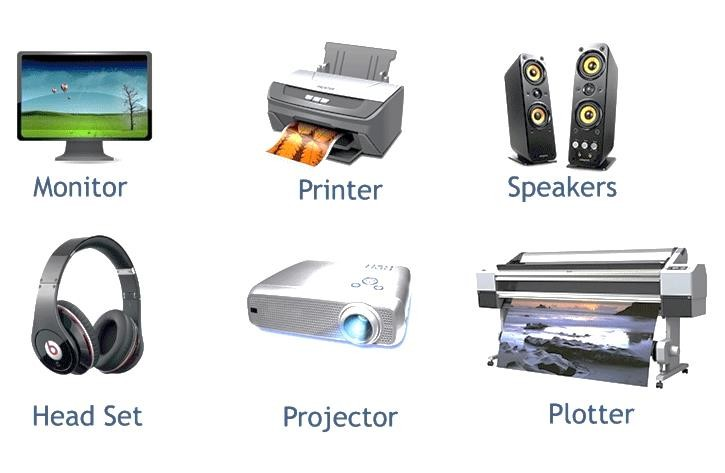 Monitor
Printer
Speakers
Head Set
Projector
Plotter